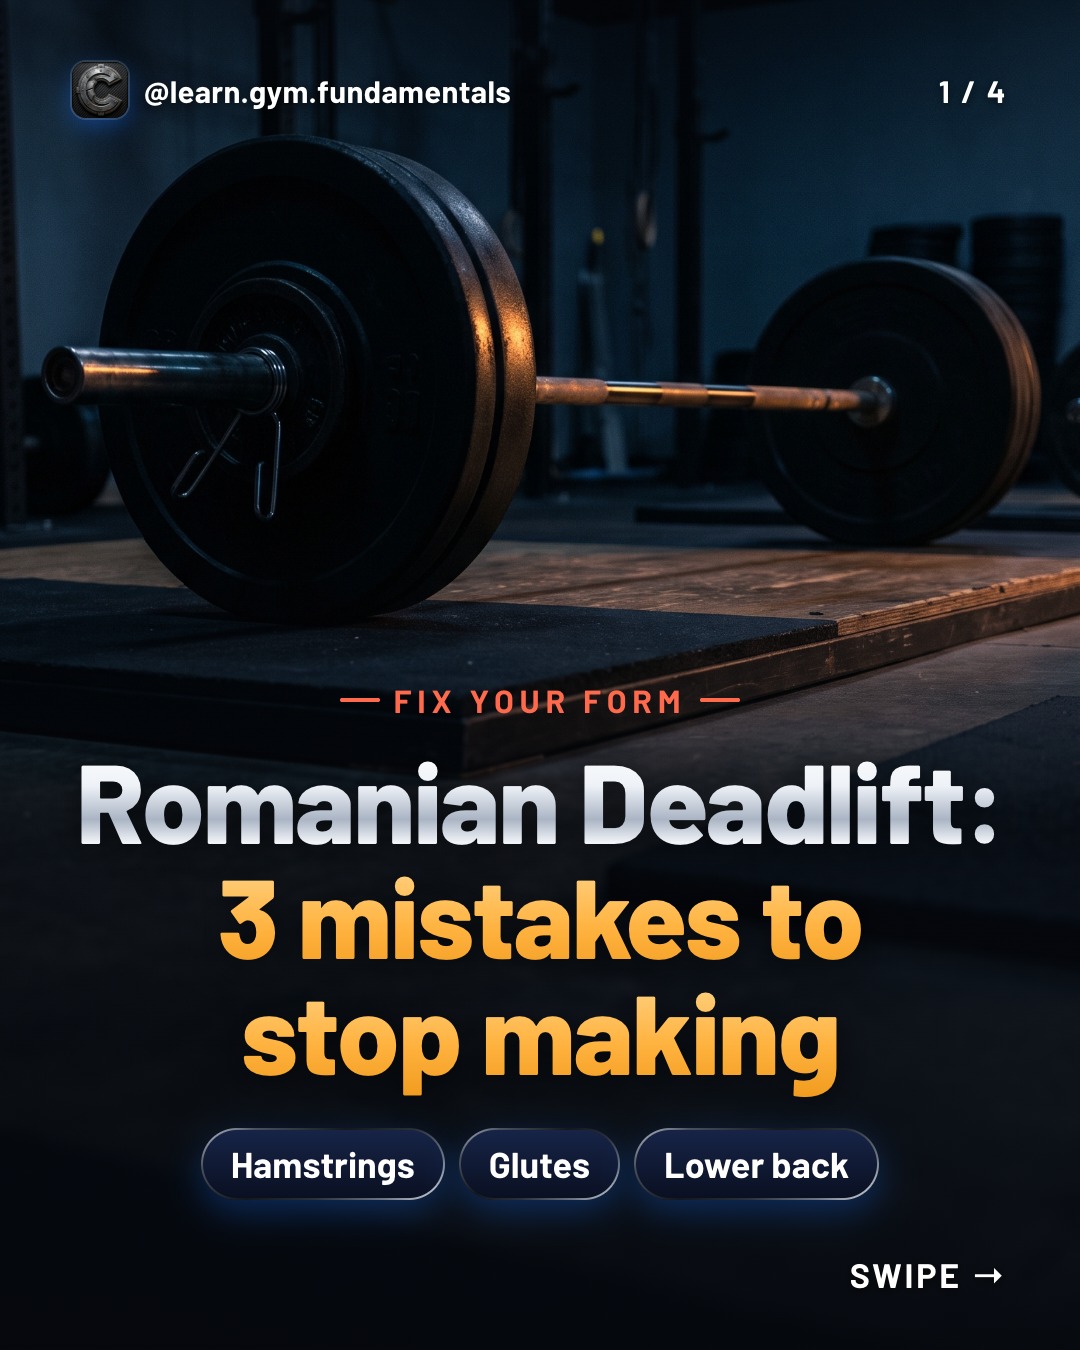 @learn.gym.fundamentals
1 / 4
— FIX YOUR FORM —
Romanian Deadlift:
3 mistakes to
stop making
Hamstrings
Glutes
Lower back
SWIPE →